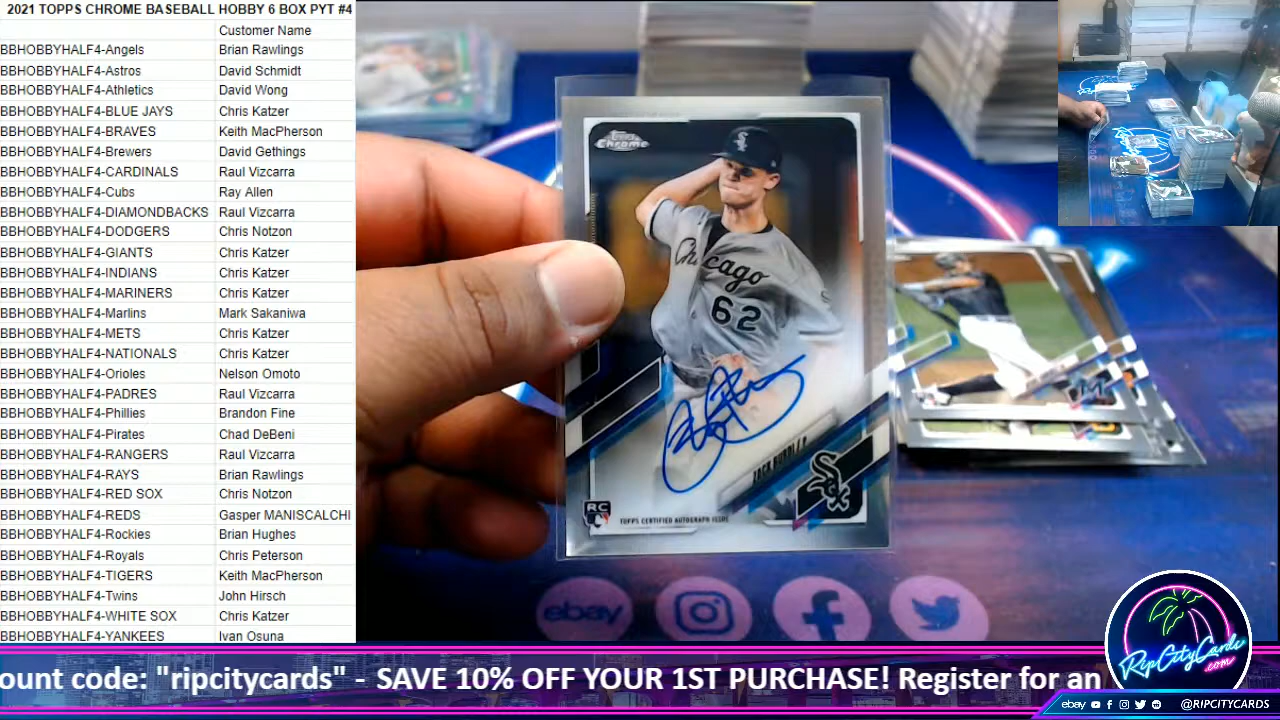 2021 TOPPS CHROME BASEBALL HOBBY 6 BOX PYT #4
Customer Name
BBHOBBYHALF4-Angels Brian Rawlings
BBHOBBYHALF4-Astros David Schmidt
BBHOBBYHALF4-Athletics David Wong
BBHOBBYHALF4-BLUE JAYS Chris Katzer
BBHOBBYHALF4-BRAVES Keith MacPherson
BBHOBBYHALF4-Brewers David Gethings
BBHOBBYHALF4-CARDINALS Raul Vizcarra
BBHOBBYHALF4-Cubs Ray Allen
BBHOBBYHALF4-DIAMONDBACKS Raul Vizcarra
BBHOBBYHALF4-DODGERS Chris Notzon
BBHOBBYHALF4-GIANTS Chris Katzer
BBHOBBYHALF4-INDIANS Chris Katzer
BBHOBBYHALF4-MARINERS Chris Katzer
BBHOBBYHALF4-Marlins Mark Sakaniwa
BBHOBBYHALF4-METS Chris Katzer
BBHOBBYHALF4-NATIONALS Chris Katzer
BBHOBBYHALF4-Orioles Nelson Omoto
BBHOBBYHALF4-PADRES Raul Vizcarra
BBHOBBYHALF4-Phillies Brandon Fine
BBHOBBYHALF4-Pirates Chad DeBeni
BBHOBBYHALF4-RANGERS Raul Vizcarra
BBHOBBYHALF4-RAYS Brian Rawlings
BBHOBBYHALF4-RED SOX Chris Notzon
BBHOBBYHALF4-REDS Gasper MANISCALCHI
BBHOBBYHALF4-Rockies Brian Hughes
BBHOBBYHALF4-Royals Chris Peterson
BBHOBBYHALF4-TIGERS Keith MacPherson
BBHOBBYHALF4-Twins John Hirsch
BBHOBBYHALF4-WHITE SOX Chris Katzer
BBHOBBYHALF4-YANKEES Ivan Osuna
Topps
Chrome
Sox
Chicago
62
ZACK BURDI
Sox
RC
TOPPS CERTIFIED AUTOGRAPH ISSUE
ebay
ount code: "ripcitycards" - SAVE 10% OFF YOUR 1ST PURCHASE! Register for an
RipCityCards
.com
ebay @RIPCITYCARDS